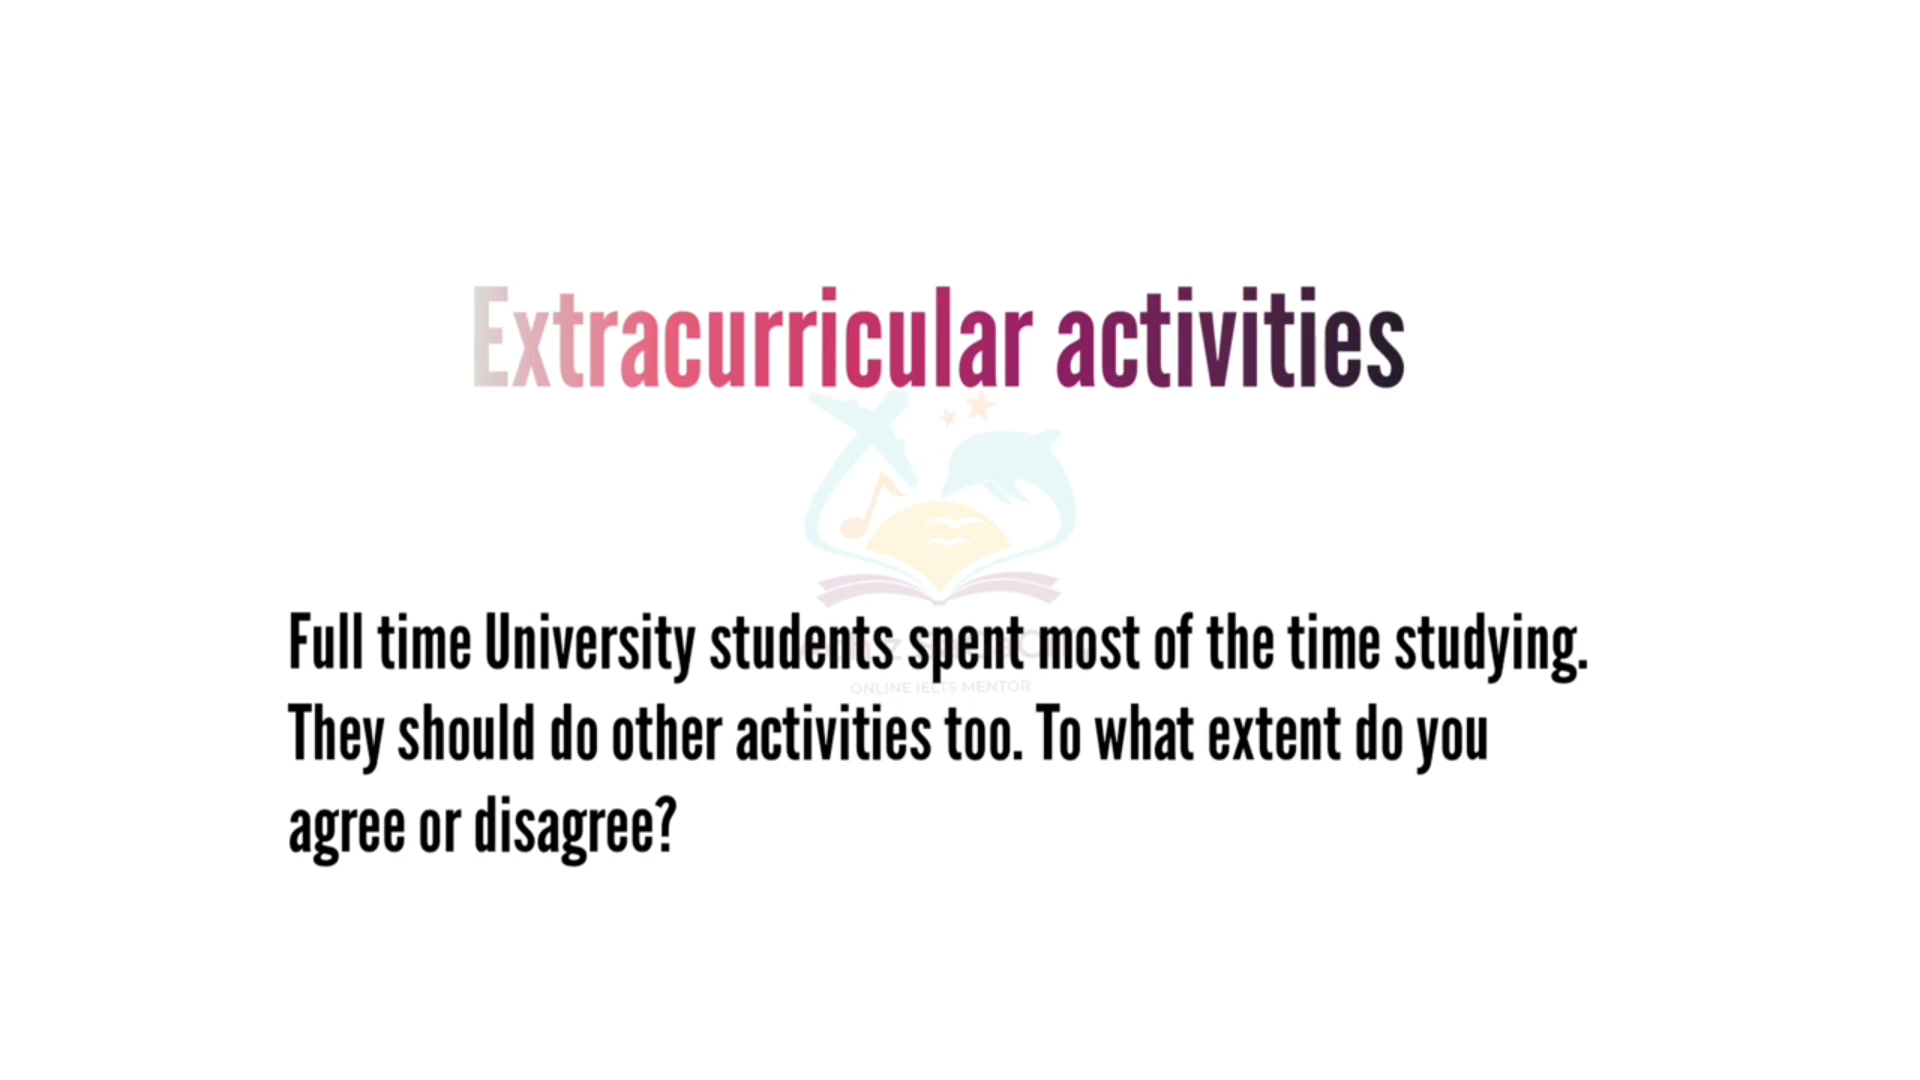 Extracurricular activities
Full time University students spent most of the time studying.
ONLINE IELTS MENTOR
They should do other activities too. To what extent do you
agree or disagree?